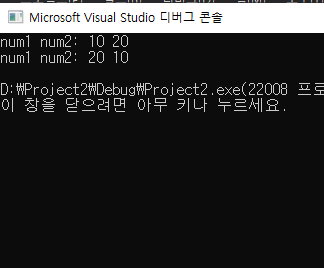 Microsoft Visual Studio 디버그 콘솔
num1 num2: 10 20
num1 num2: 20 10
D:₩Project2₩Debug₩Project2.exe(22008 프로
이 창을 닫으려면 아무 키나 누르세요.